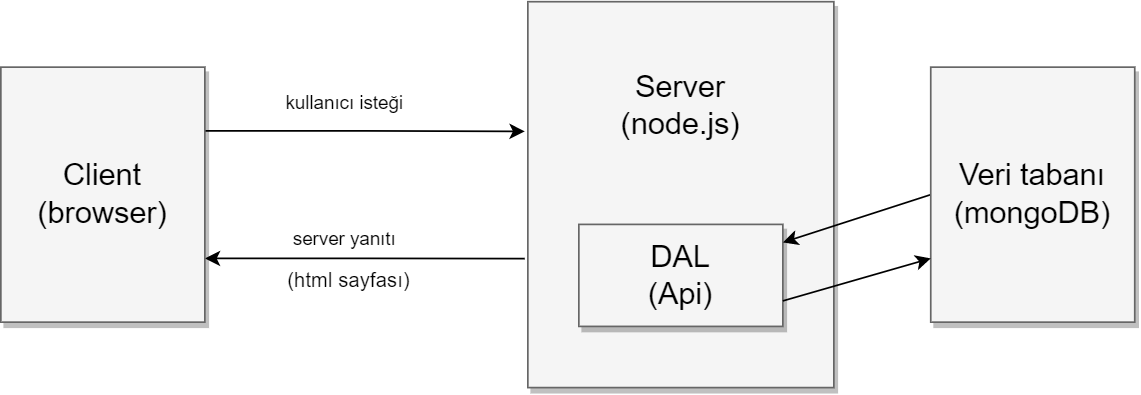 Client
(browser)
kullanıcı isteği
server yanıtı
(html sayfası)
Server
(node.js)
DAL
(Api)
Veri tabanı
(mongoDB)